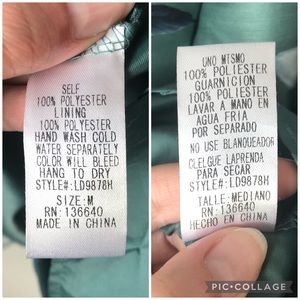 SELF
100% POLYESTER
LINING
100% POLYESTER
HAND WASH COLD
WATER SEPARATELY
COLOR WILL BLEED
HANG TO DRY
STYLE#:LD9878H
SIZE:M
RN:136640
MADE IN CHINA
UNO MTSMO
100% POLIESTER
GUARNICION
100% POLIESTER
LAVAR A MANO EN
AGUA FRIA
POR SEPARADO
NO USE BLANQUEADOR
CLELGUE LAPRENDA
PARA SECAR
STYLE#:LD9878H
TALLE:MEDIANO
RN:136640
HECHO EN CHINA
PIC•COLLAGE